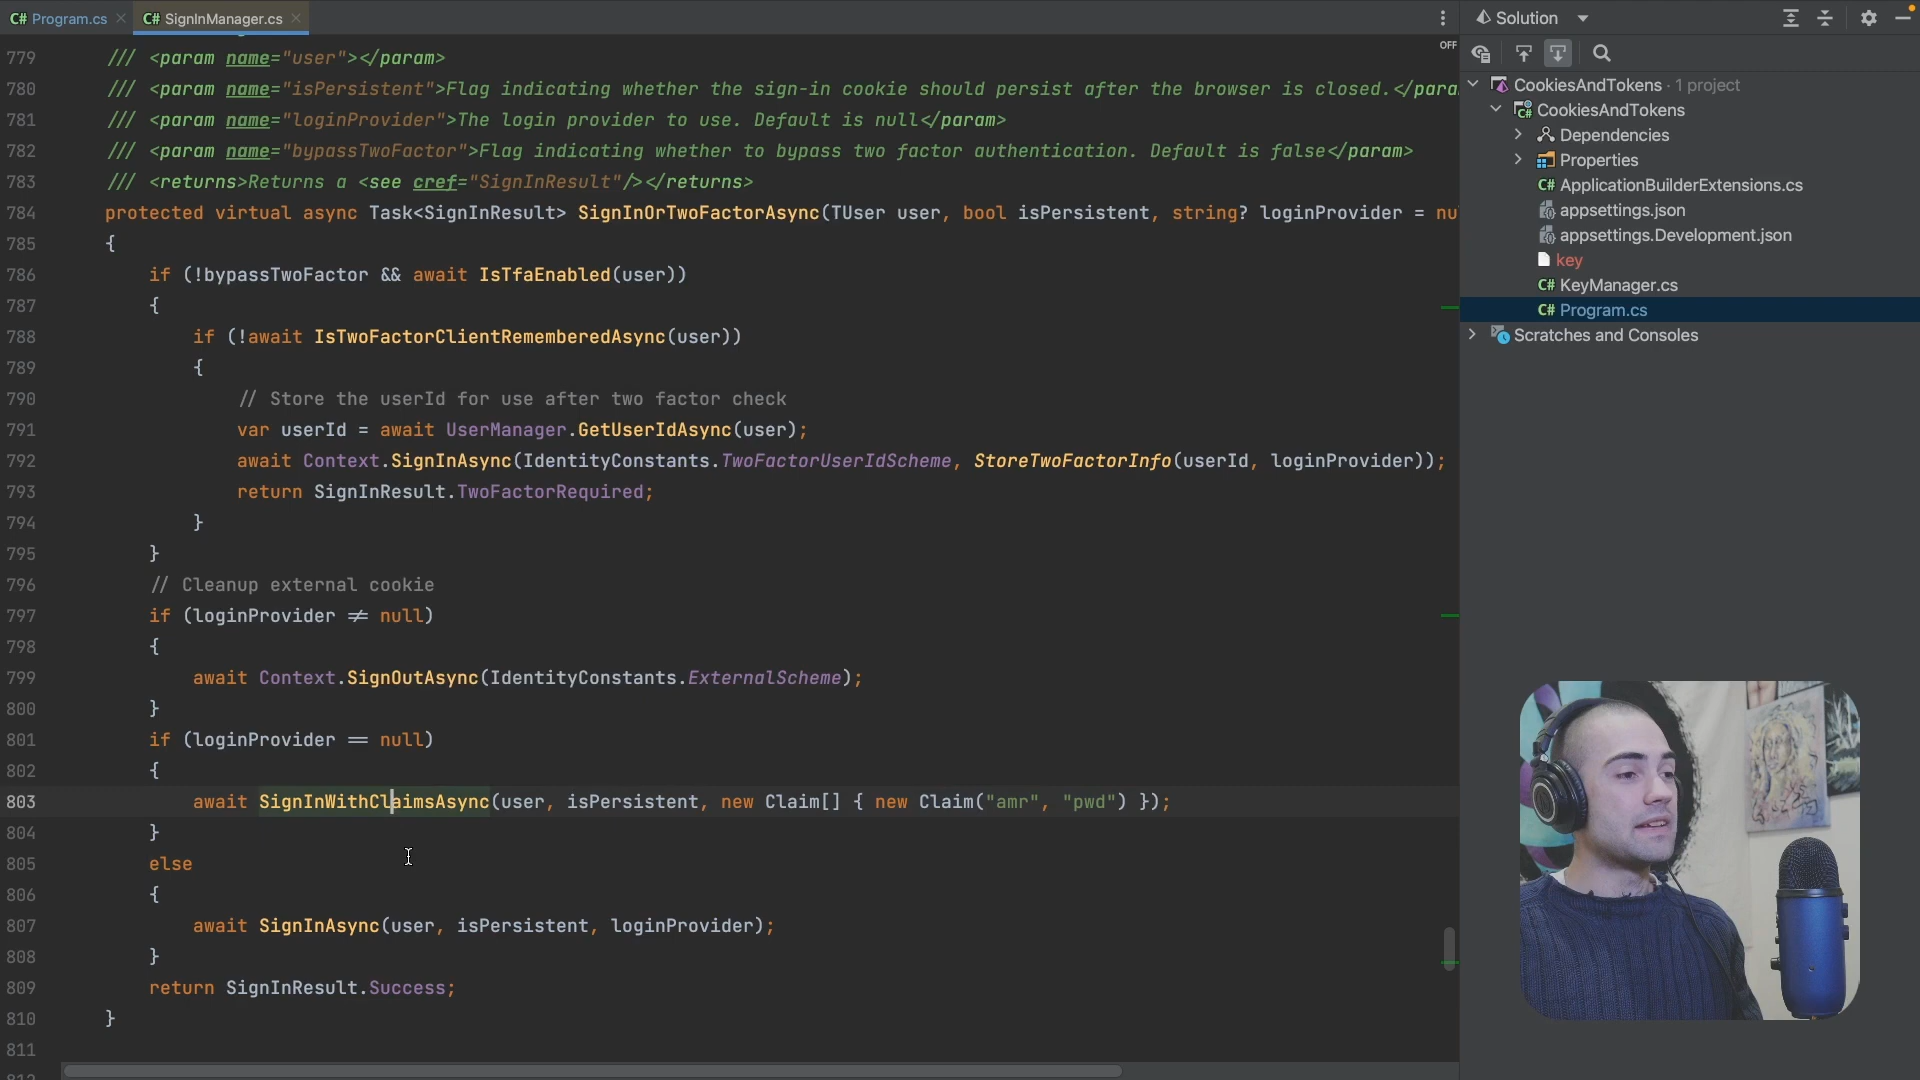 C# Program.cs
C# SignInManager.cs
Solution
OFF
779 /// <param name="user"></param>
780 /// <param name="isPersistent">Flag indicating whether the sign-in cookie should persist after the browser is closed.</para
781 /// <param name="loginProvider">The login provider to use. Default is null</param>
782 /// <param name="bypassTwoFactor">Flag indicating whether to bypass two factor authentication. Default is false</param>
783 /// <returns>Returns a <see cref="SignInResult"/></returns>
784 protected virtual async Task<SignInResult> SignInOrTwoFactorAsync(TUser user, bool isPersistent, string? loginProvider = nu
785 {
786 if (!bypassTwoFactor && await IsTfaEnabled(user))
787 {
788 if (!await IsTwoFactorClientRememberedAsync(user))
789 {
790 // Store the userId for use after two factor check
791 var userId = await UserManager.GetUserIdAsync(user);
792 await Context.SignInAsync(IdentityConstants.TwoFactorUserIdScheme, StoreTwoFactorInfo(userId, loginProvider));
793 return SignInResult.TwoFactorRequired;
794 }
795 }
796 // Cleanup external cookie
797 if (loginProvider ≠ null)
798 {
799 await Context.SignOutAsync(IdentityConstants.ExternalScheme);
800 }
801 if (loginProvider == null)
802 {
803 await SignInWithClaimsAsync(user, isPersistent, new Claim[] { new Claim("amr", "pwd") });
804 }
805 else
806 {
807 await SignInAsync(user, isPersistent, loginProvider);
808 }
809 return SignInResult.Success;
810 }
811
CookiesAndTokens · 1 project
C# CookiesAndTokens
Dependencies
Properties
C# ApplicationBuilderExtensions.cs
appsettings.json
appsettings.Development.json
key
C# KeyManager.cs
C# Program.cs
Scratches and Consoles